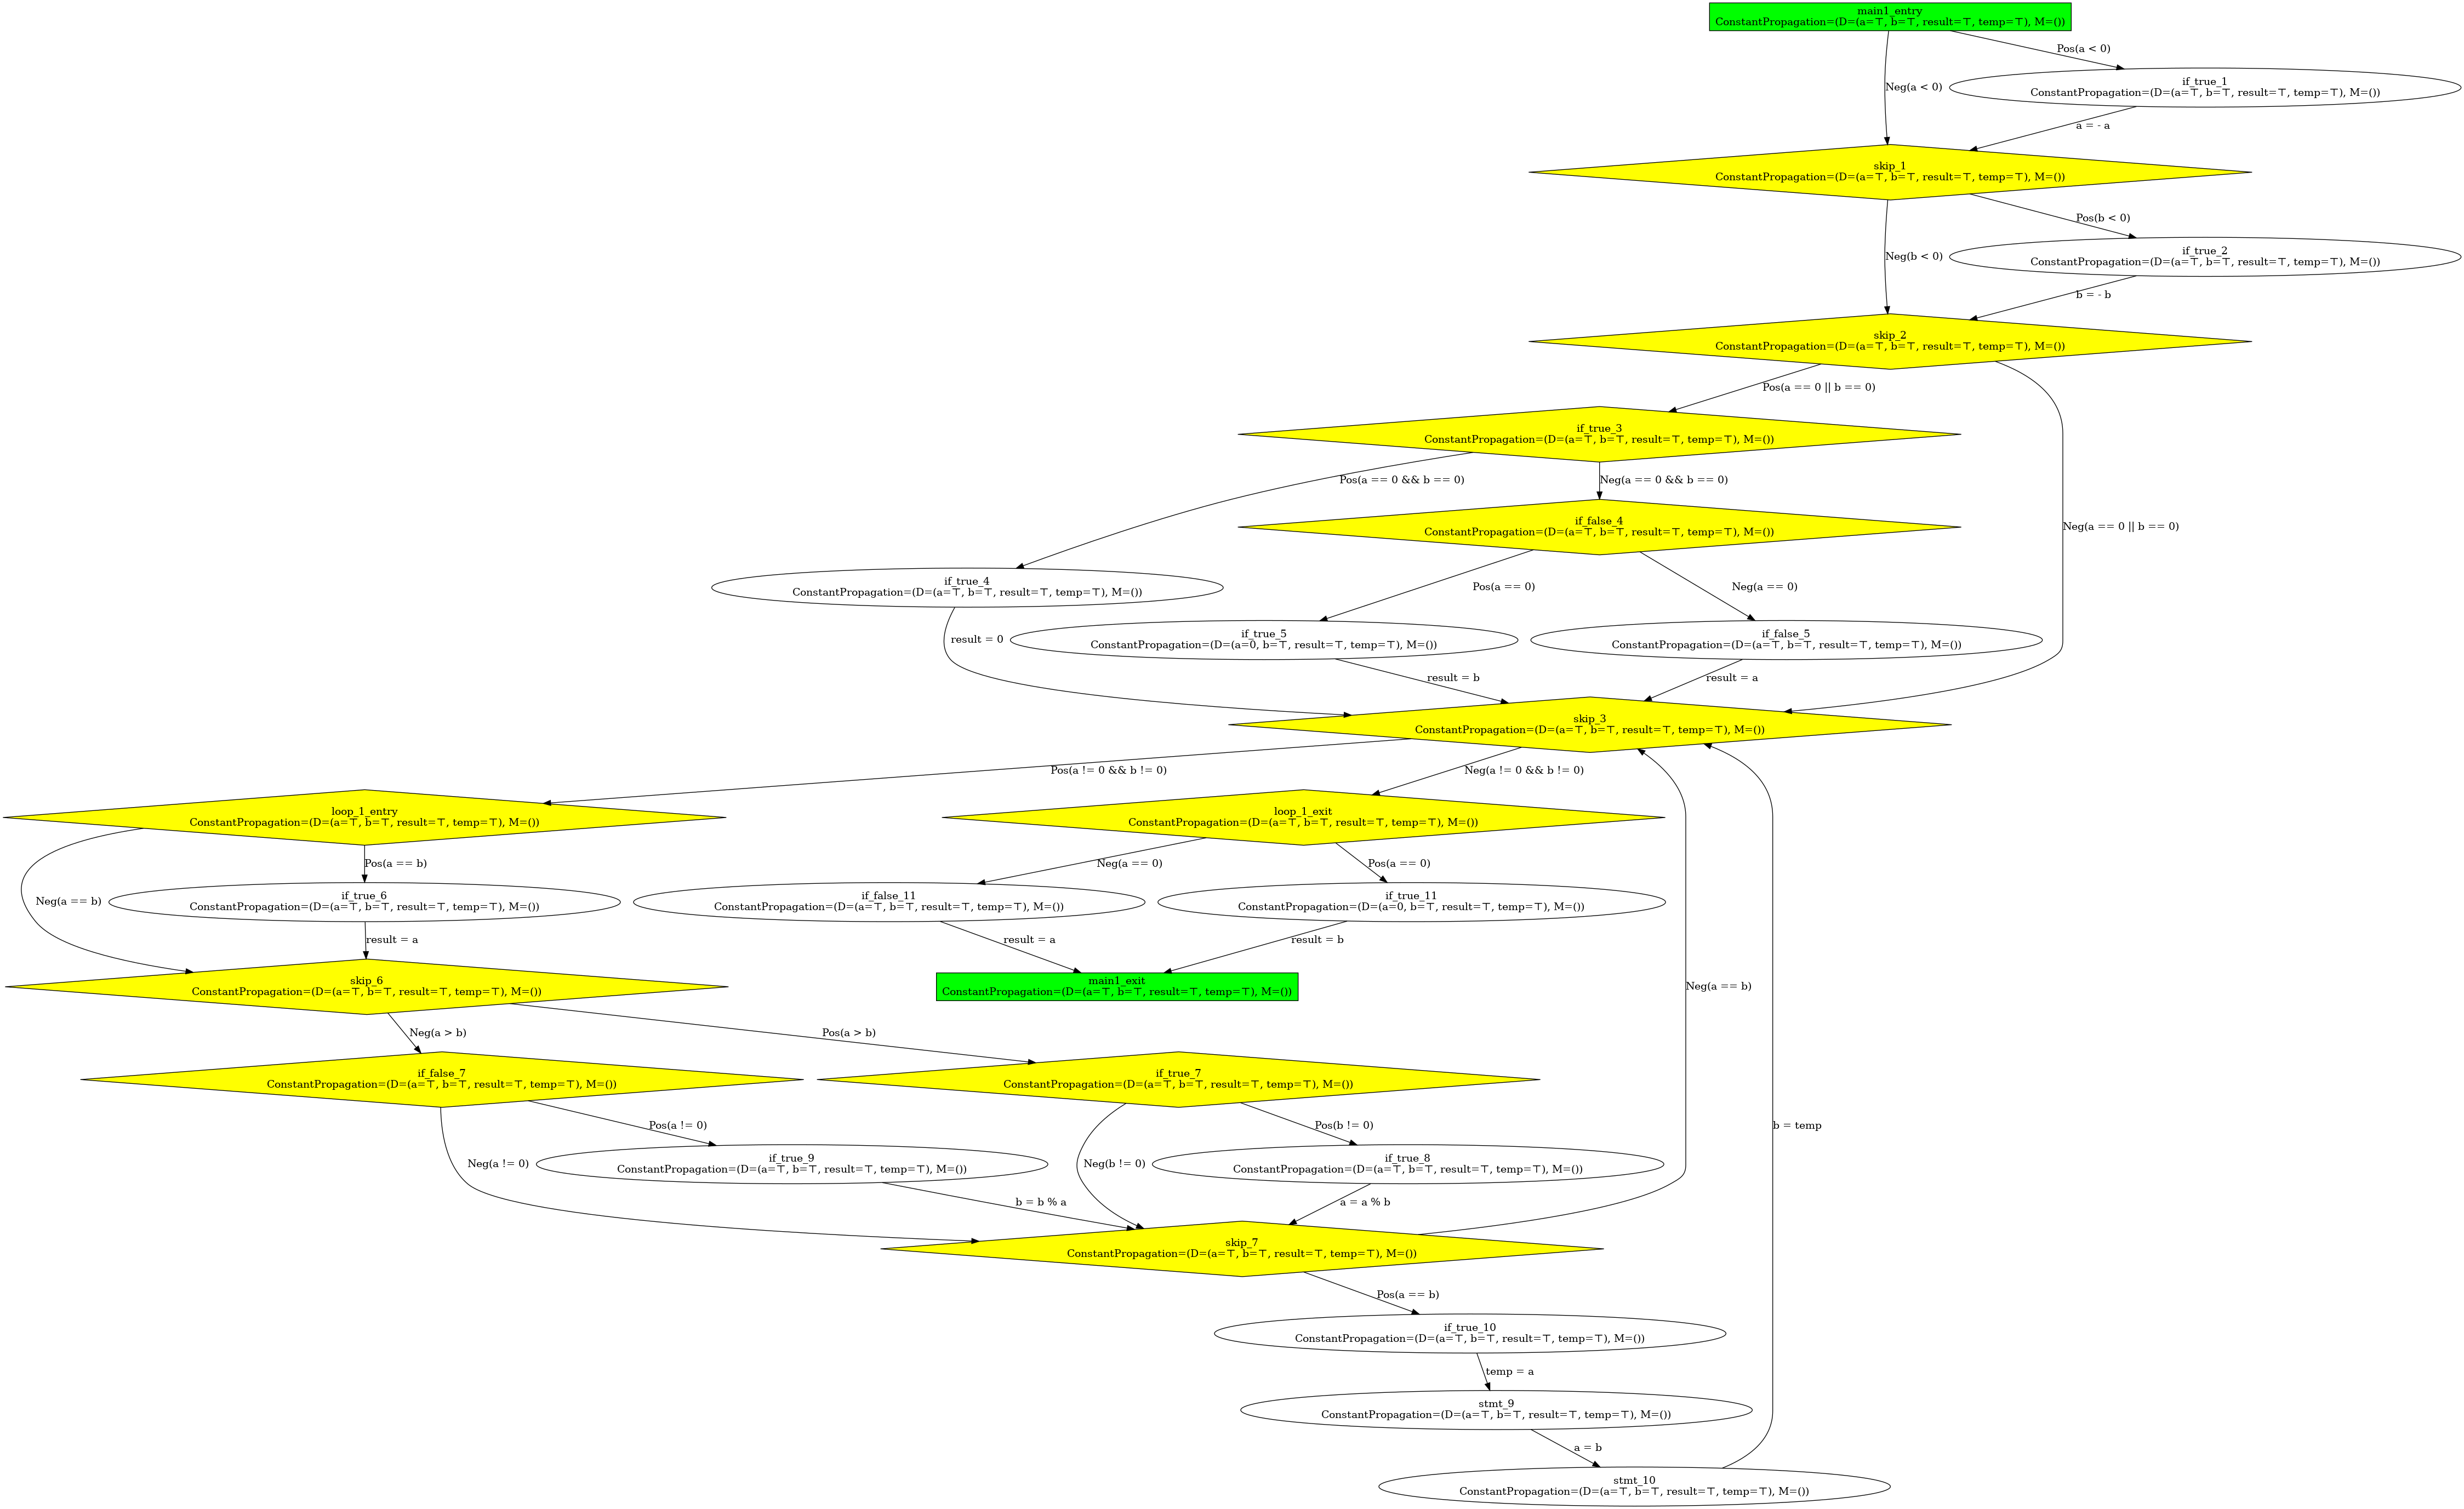 main1_entry
ConstantPropagation=(D=(a=⊤, b=⊤, result=⊤, temp=⊤), M=())
Pos(a < 0)
Neg(a < 0)
if_true_1
ConstantPropagation=(D=(a=⊤, b=⊤, result=⊤, temp=⊤), M=())
a = - a
skip_1
ConstantPropagation=(D=(a=⊤, b=⊤, result=⊤, temp=⊤), M=())
Pos(b < 0)
Neg(b < 0)
if_true_2
ConstantPropagation=(D=(a=⊤, b=⊤, result=⊤, temp=⊤), M=())
b = - b
skip_2
ConstantPropagation=(D=(a=⊤, b=⊤, result=⊤, temp=⊤), M=())
Pos(a == 0 || b == 0)
if_true_3
ConstantPropagation=(D=(a=⊤, b=⊤, result=⊤, temp=⊤), M=())
Pos(a == 0 && b == 0)
Neg(a == 0 && b == 0)
if_false_4
ConstantPropagation=(D=(a=⊤, b=⊤, result=⊤, temp=⊤), M=())
Neg(a == 0 || b == 0)
if_true_4
ConstantPropagation=(D=(a=⊤, b=⊤, result=⊤, temp=⊤), M=())
Pos(a == 0)
Neg(a == 0)
result = 0
if_true_5
ConstantPropagation=(D=(a=0, b=⊤, result=⊤, temp=⊤), M=())
if_false_5
ConstantPropagation=(D=(a=⊤, b=⊤, result=⊤, temp=⊤), M=())
result = b
result = a
skip_3
ConstantPropagation=(D=(a=⊤, b=⊤, result=⊤, temp=⊤), M=())
Pos(a != 0 && b != 0)
Neg(a != 0 && b != 0)
loop_1_entry
ConstantPropagation=(D=(a=⊤, b=⊤, result=⊤, temp=⊤), M=())
loop_1_exit
ConstantPropagation=(D=(a=⊤, b=⊤, result=⊤, temp=⊤), M=())
Pos(a == b)
Neg(a == 0)
Pos(a == 0)
Neg(a == b)
if_true_6
ConstantPropagation=(D=(a=⊤, b=⊤, result=⊤, temp=⊤), M=())
if_false_11
ConstantPropagation=(D=(a=⊤, b=⊤, result=⊤, temp=⊤), M=())
if_true_11
ConstantPropagation=(D=(a=0, b=⊤, result=⊤, temp=⊤), M=())
result = a
result = a
result = b
skip_6
ConstantPropagation=(D=(a=⊤, b=⊤, result=⊤, temp=⊤), M=())
main1_exit
ConstantPropagation=(D=(a=⊤, b=⊤, result=⊤, temp=⊤), M=())
Neg(a == b)
Neg(a > b)
Pos(a > b)
if_false_7
ConstantPropagation=(D=(a=⊤, b=⊤, result=⊤, temp=⊤), M=())
if_true_7
ConstantPropagation=(D=(a=⊤, b=⊤, result=⊤, temp=⊤), M=())
Pos(a != 0)
Pos(b != 0)
b = temp
Neg(a != 0)
if_true_9
ConstantPropagation=(D=(a=⊤, b=⊤, result=⊤, temp=⊤), M=())
Neg(b != 0)
if_true_8
ConstantPropagation=(D=(a=⊤, b=⊤, result=⊤, temp=⊤), M=())
b = b % a
a = a % b
skip_7
ConstantPropagation=(D=(a=⊤, b=⊤, result=⊤, temp=⊤), M=())
Pos(a == b)
if_true_10
ConstantPropagation=(D=(a=⊤, b=⊤, result=⊤, temp=⊤), M=())
temp = a
stmt_9
ConstantPropagation=(D=(a=⊤, b=⊤, result=⊤, temp=⊤), M=())
a = b
stmt_10
ConstantPropagation=(D=(a=⊤, b=⊤, result=⊤, temp=⊤), M=())